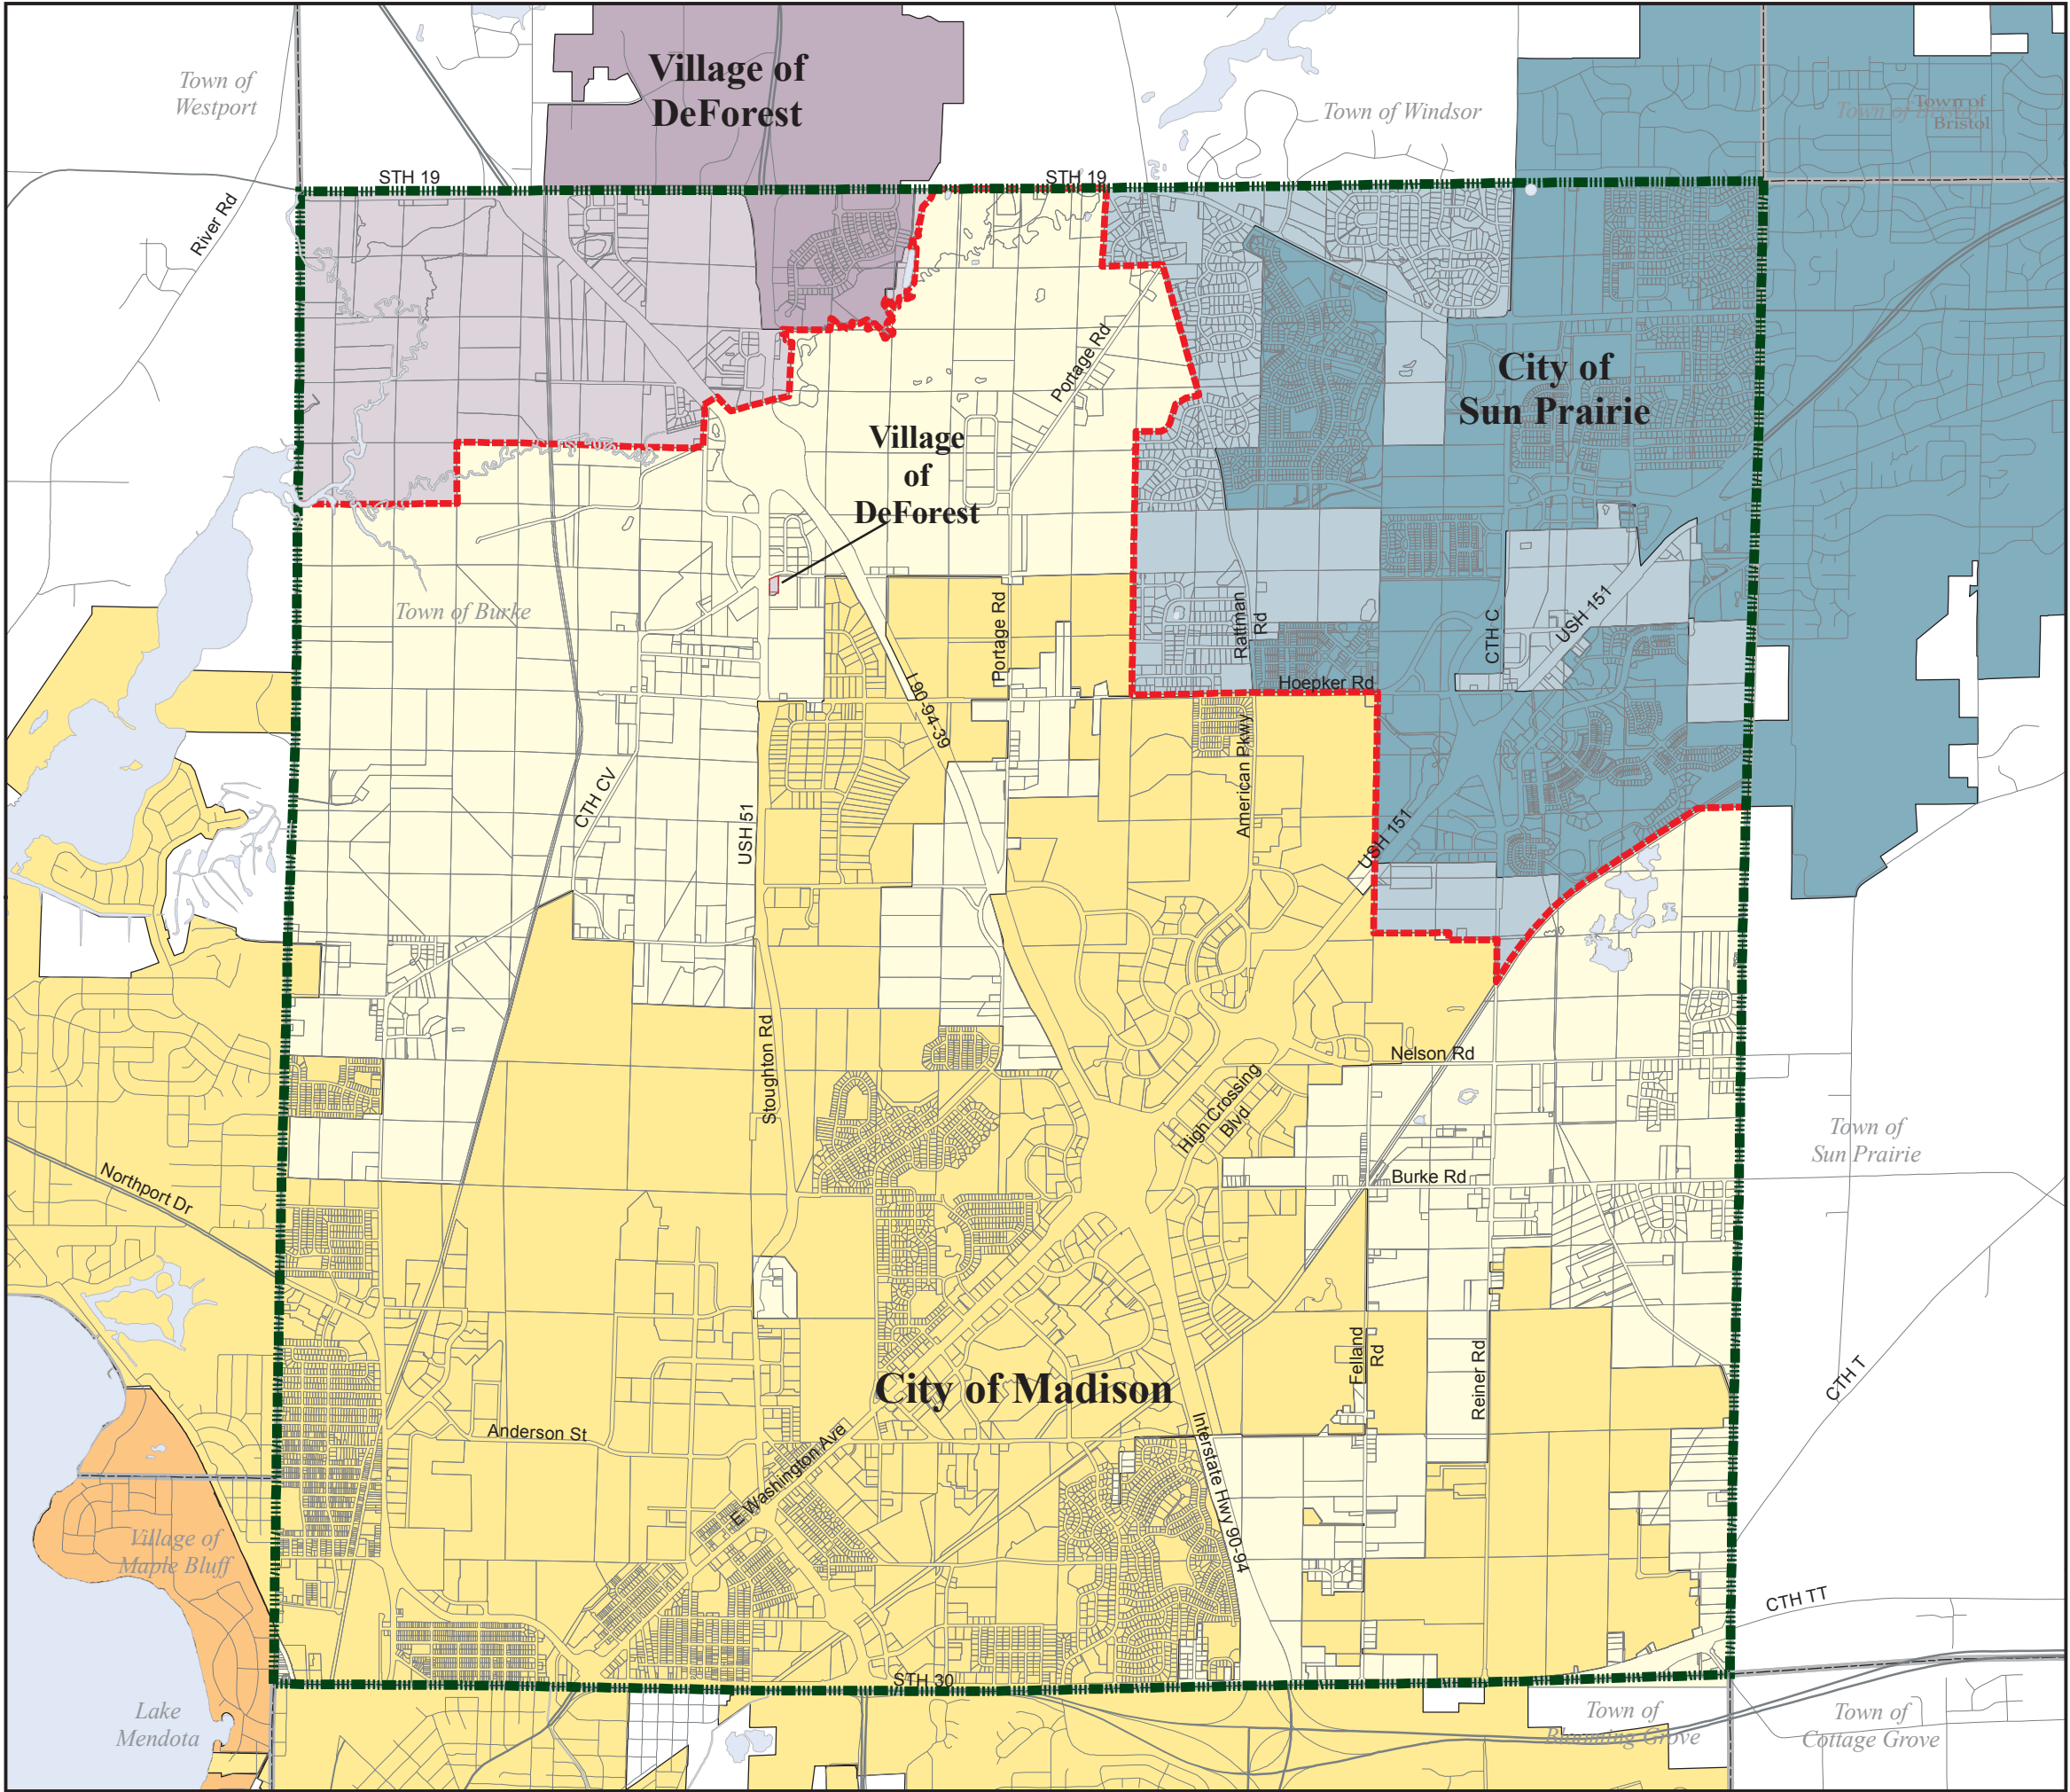 Village of
DeForest
Town of
Westport
Town of Windsor
Town of Bristol
Town of
Bristol
STH 19
STH 19
River Rd
Portage Rd
City of
Sun Prairie
Village
of
DeForest
Town of Burke
Portage Rd
Rattman
Rd
CTH C
USH 151
Hoepker Rd
I-90-94-39
American Pkwy
CTH CV
USH 51
USH 151
Stoughton Rd
Nelson Rd
High Crossing
Blvd
Town of
Sun Prairie
Northport Dr
Burke Rd
Felland
Rd
Reiner Rd
CTH T
City of Madison
Anderson St
E Washington Ave
Interstate Hwy 90-94
Village of
Maple Bluff
CTH TT
STH 30
Lake
Mendota
Town of
Blooming Grove
Town of
Cottage Grove